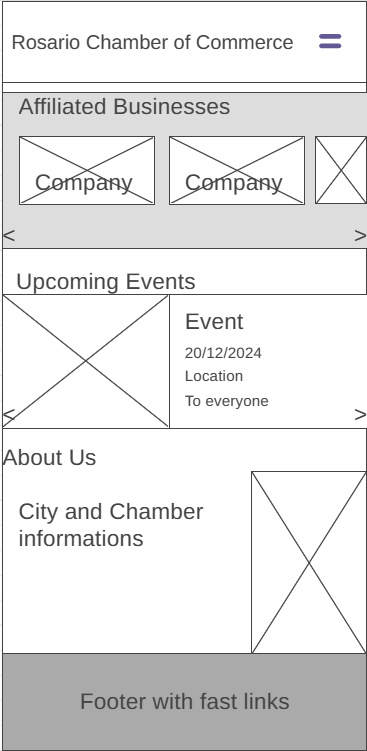 Rosario Chamber of Commerce
Affiliated Businesses
Company Company
< >
Upcoming Events
Event
20/12/2024
Location
To everyone
< >
About Us
City and Chamber
informations
Footer with fast links